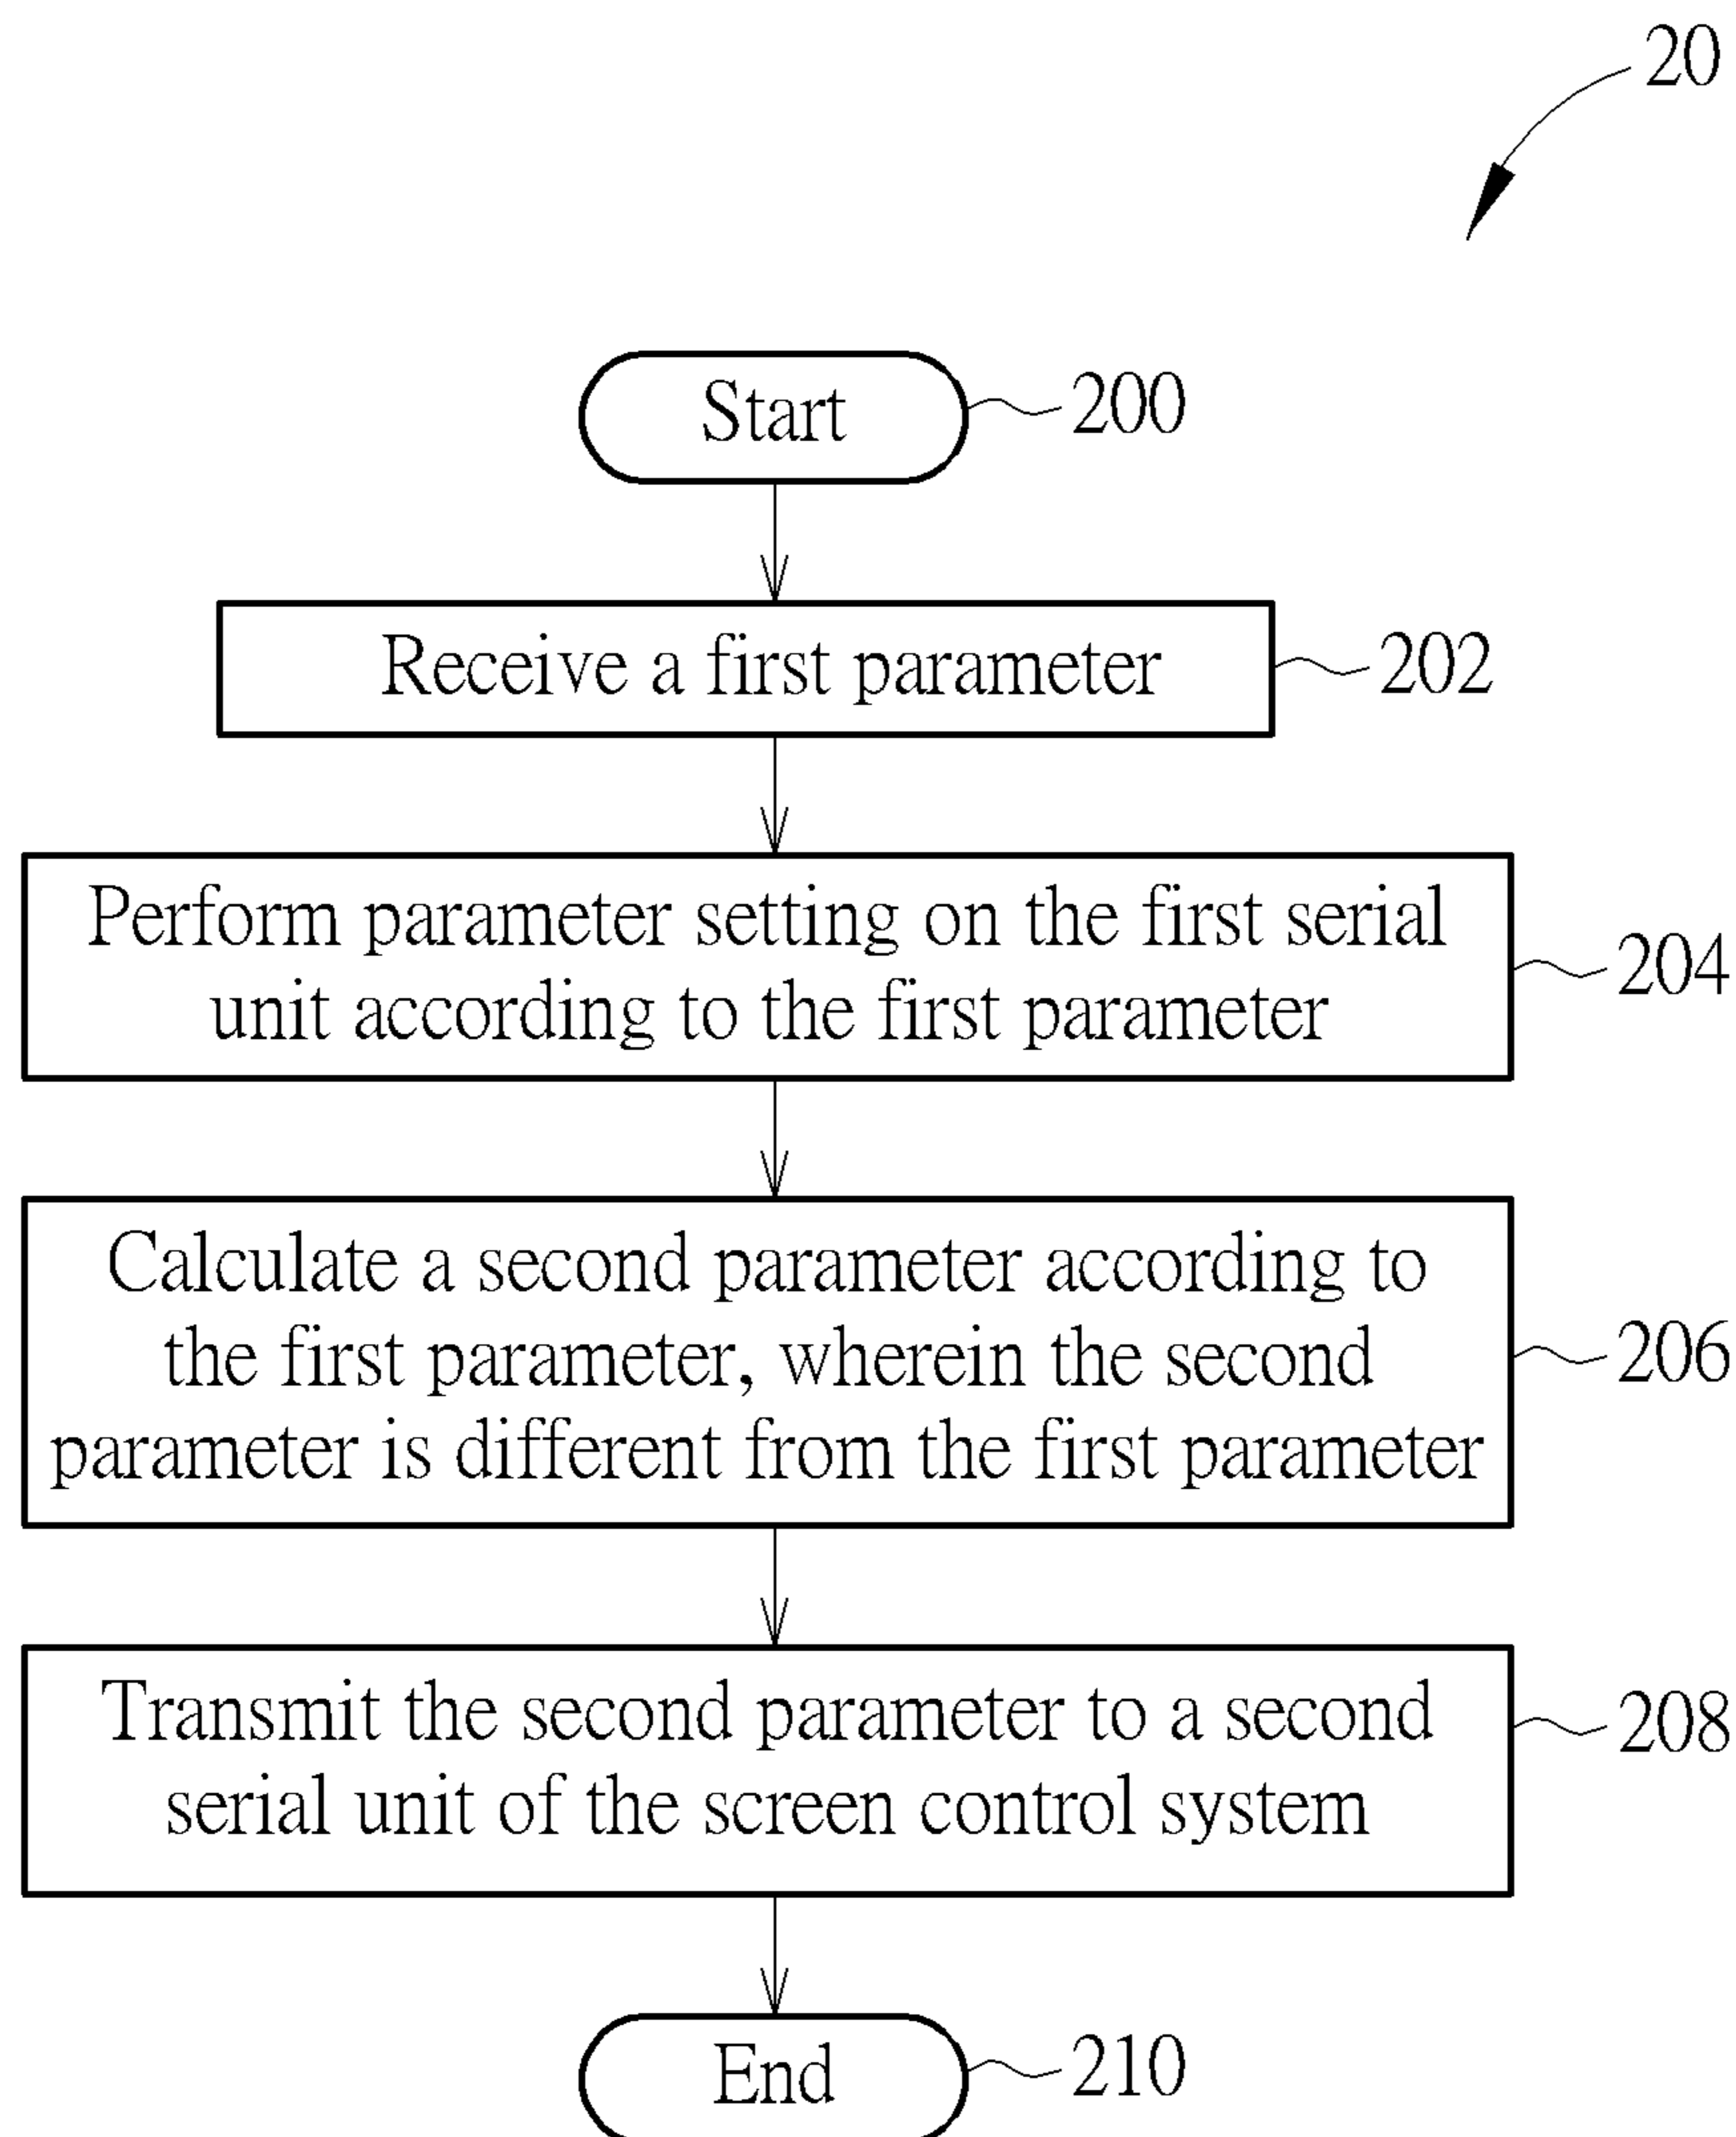 20
Start
200
Receive a first parameter
202
Perform parameter setting on the first serial
unit according to the first parameter
204
Calculate a second parameter according to
the first parameter, wherein the second
parameter is different from the first parameter
206
Transmit the second parameter to a second
serial unit of the screen control system
208
End
210